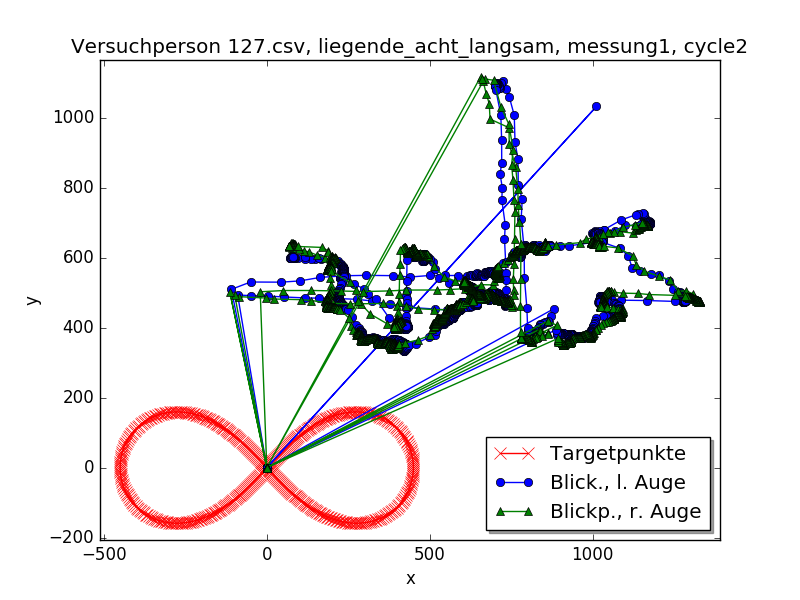 Versuchperson 127.csv, liegende_acht_langsam, messung1, cycle2
1000
800
600
400
200
0
−200
y
−500
0
500
1000
x
Targetpunkte
Blick., l. Auge
Blickp., r. Auge